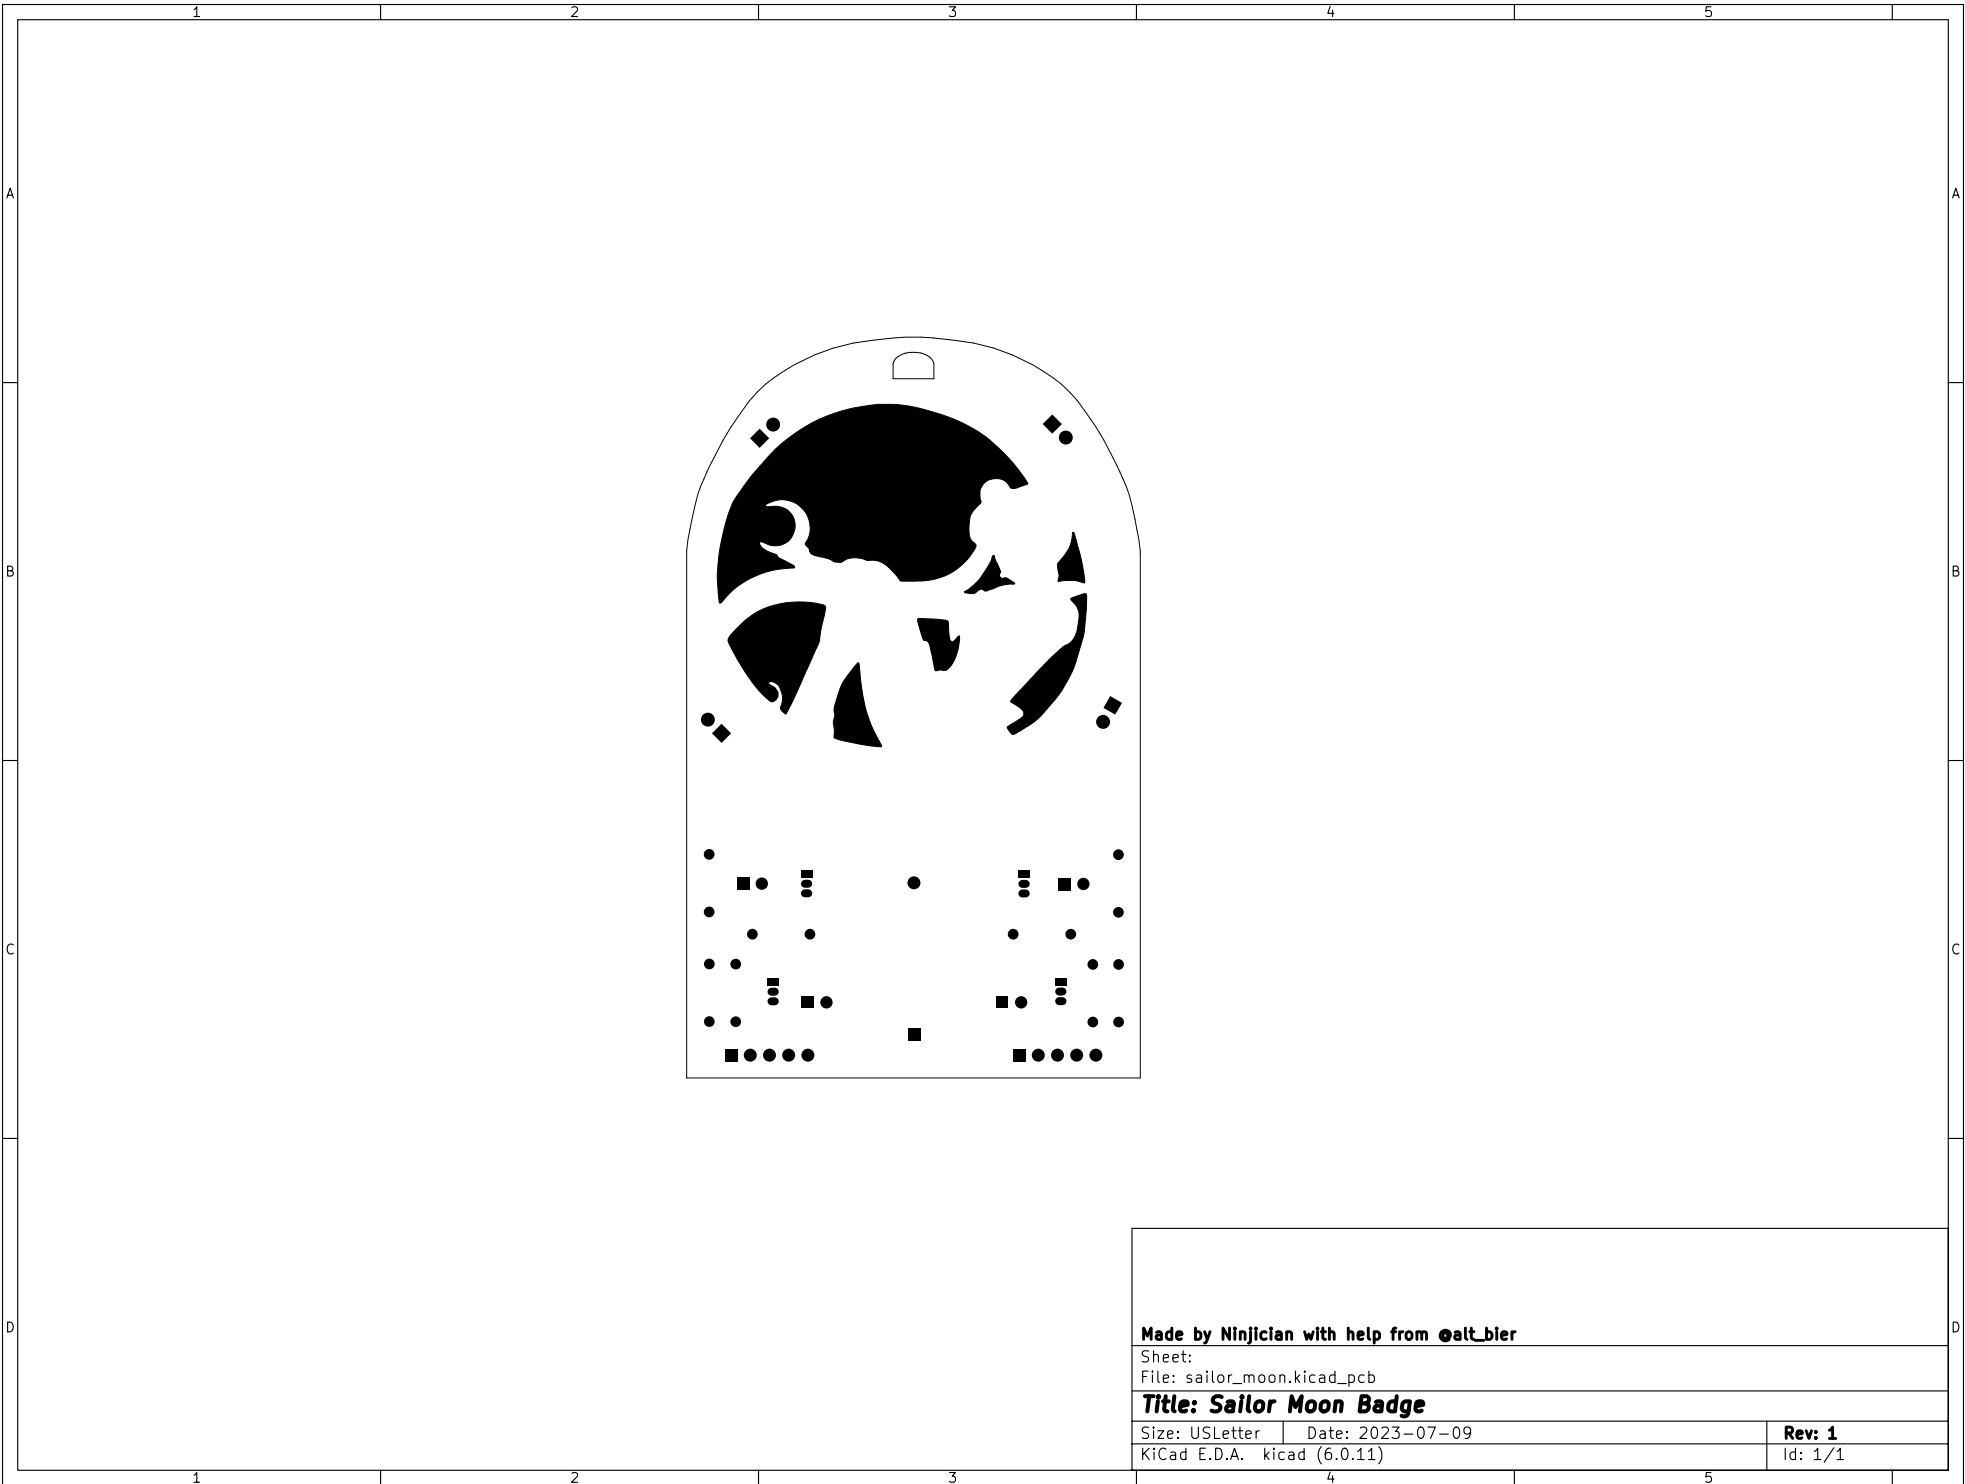 1 2 3 4 5
A A
B B
C C
D D
Made by Ninjician with help from @alt_bier
Sheet:
File: sailor_moon.kicad_pcb
Title: Sailor Moon Badge
Size: USLetter Date: 2023-07-09 Rev: 1
KiCad E.D.A. kicad (6.0.11) Id: 1/1
1 2 3 4 5